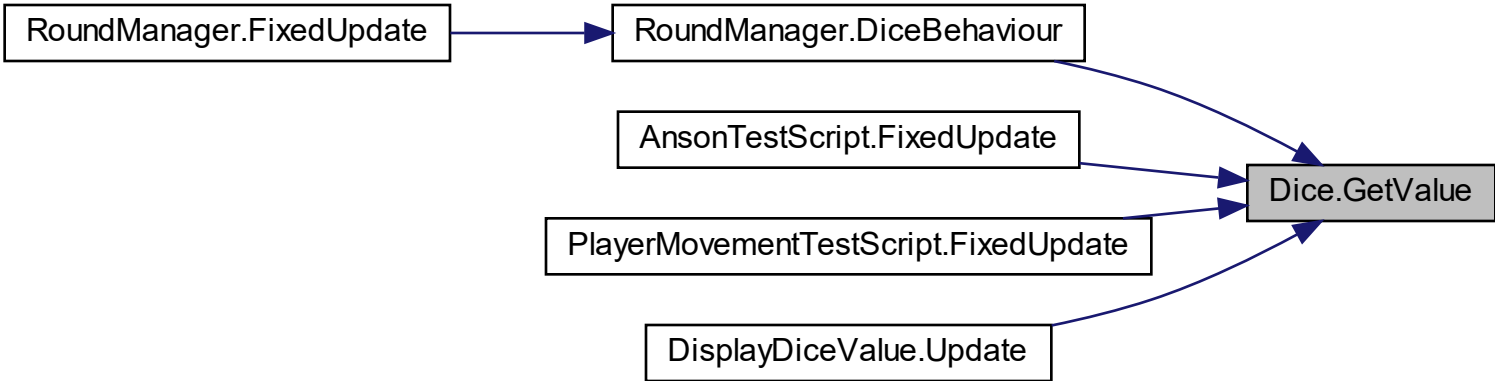 RoundManager.FixedUpdate
RoundManager.DiceBehaviour
AnsonTestScript.FixedUpdate
Dice.GetValue
PlayerMovementTestScript.FixedUpdate
DisplayDiceValue.Update